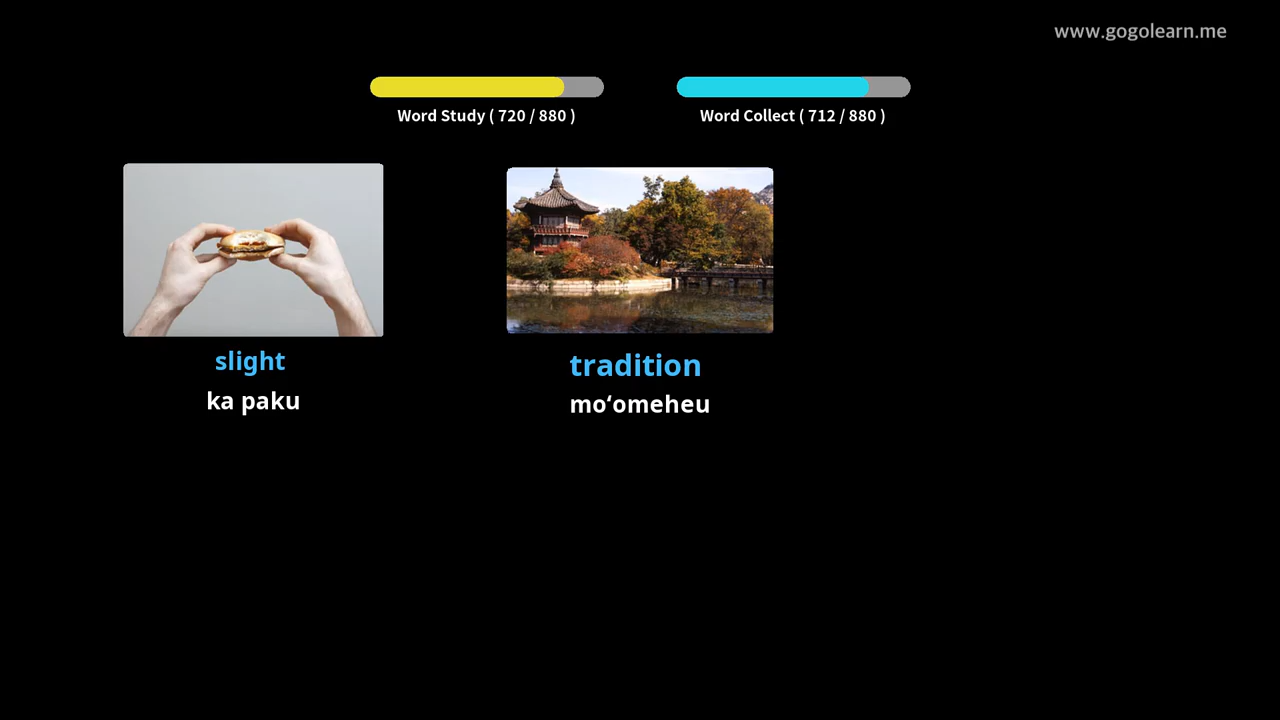 www.gogolearn.me
Word Study ( 720 / 880 )
Word Collect ( 712 / 880 )
slight
ka paku
tradition
moʻomeheu